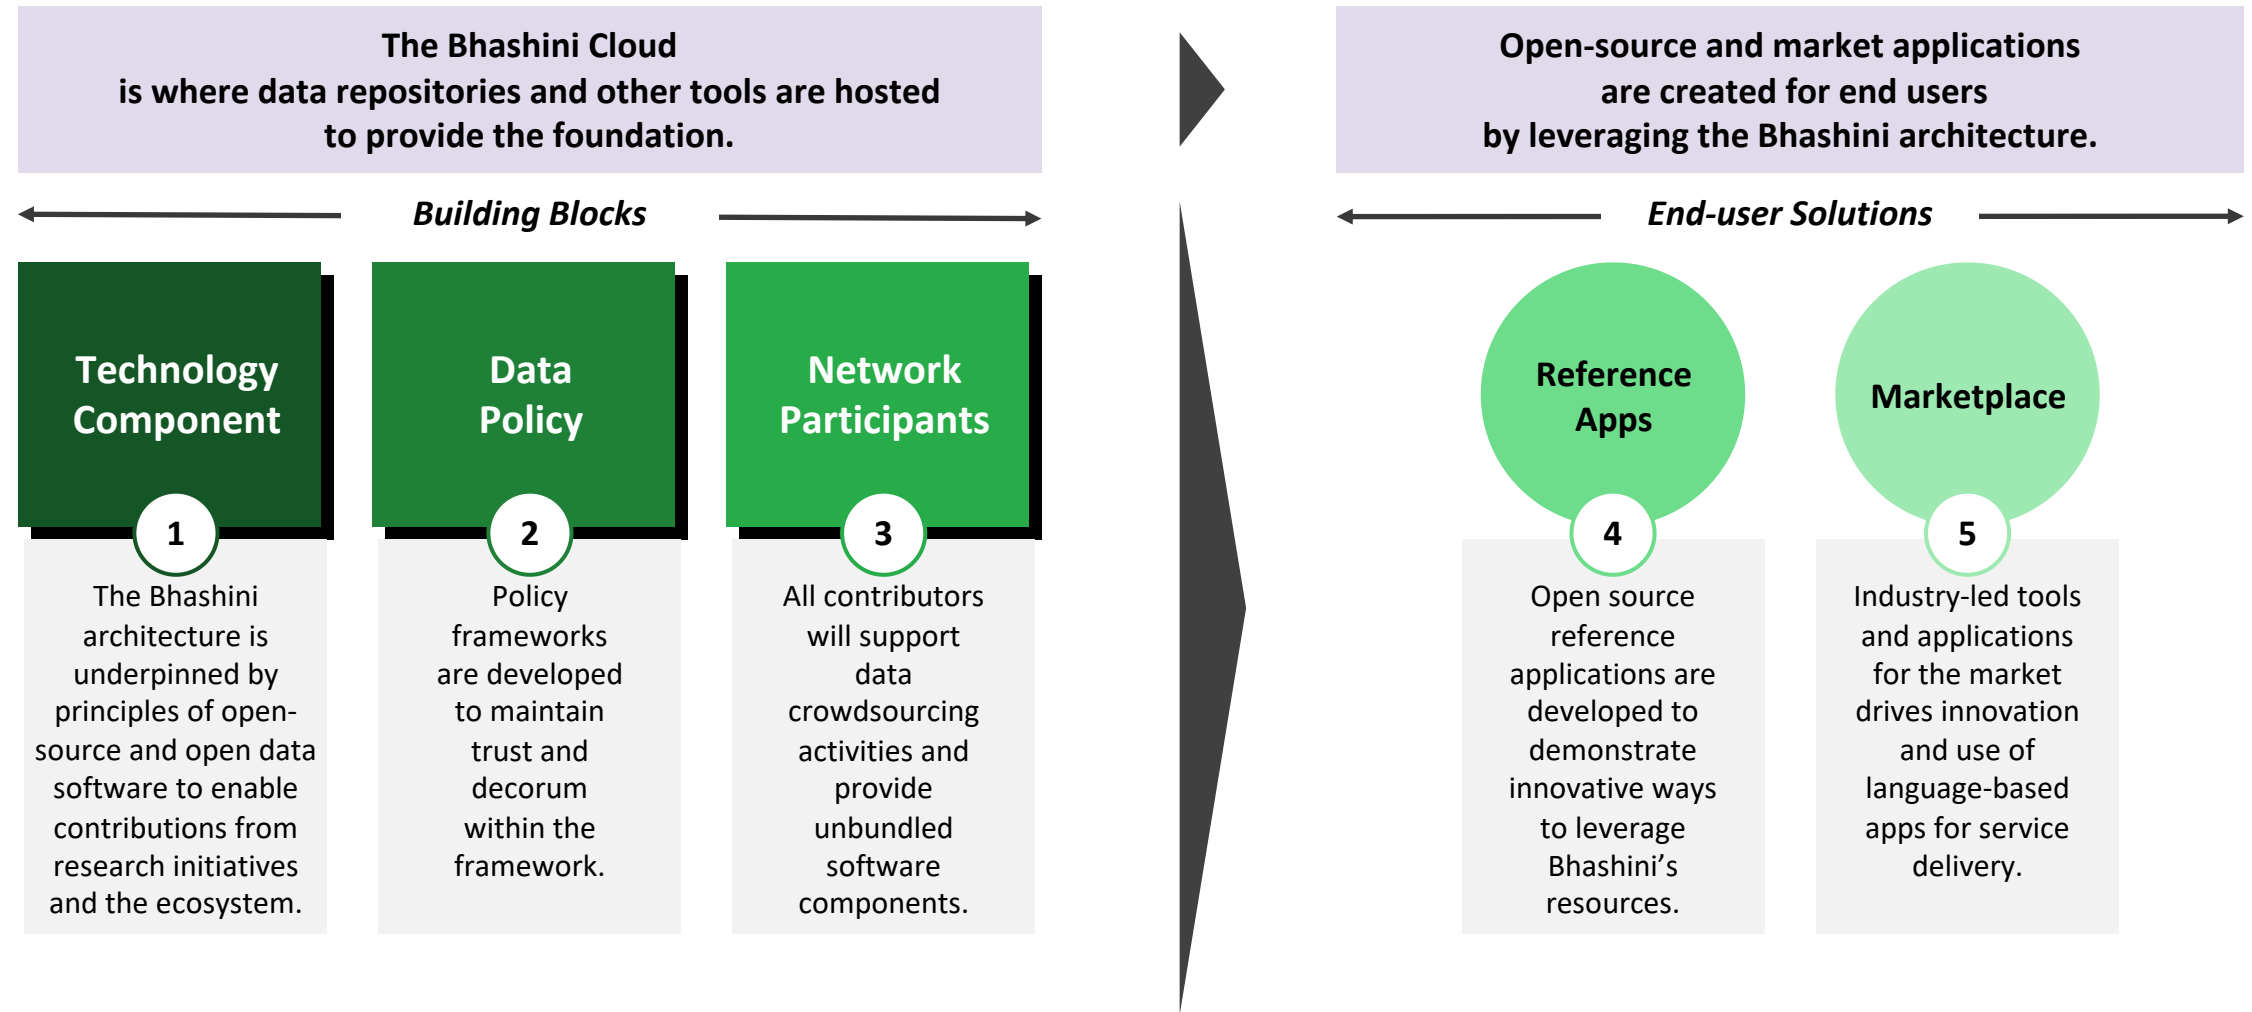 The Bhashini Cloud
is where data repositories and other tools are hosted
to provide the foundation.
Open-source and market applications
are created for end users
by leveraging the Bhashini architecture.
Building Blocks
End-user Solutions
Technology
Component
1
The Bhashini
architecture is
underpinned by
principles of open-
source and open data
software to enable
contributions from
research initiatives
and the ecosystem.
Data
Policy
2
Policy
frameworks
are developed
to maintain
trust and
decorum
within the
framework.
Network
Participants
3
All contributors
will support
data
crowdsourcing
activities and
provide
unbundled
software
components.
Reference
Apps
4
Open source
reference
applications are
developed to
demonstrate
innovative ways
to leverage
Bhashini’s
resources.
Marketplace
5
Industry-led tools
and applications
for the market
drives innovation
and use of
language-based
apps for service
delivery.